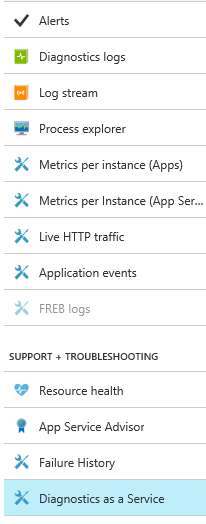 Alerts
Diagnostics logs
Log stream
Process explorer
Metrics per instance (Apps)
Metrics per Instance (App Ser...
Live HTTP traffic
Application events
FREB logs
SUPPORT + TROUBLESHOOTING
Resource health
App Service Advisor
Failure History
Diagnostics as a Service